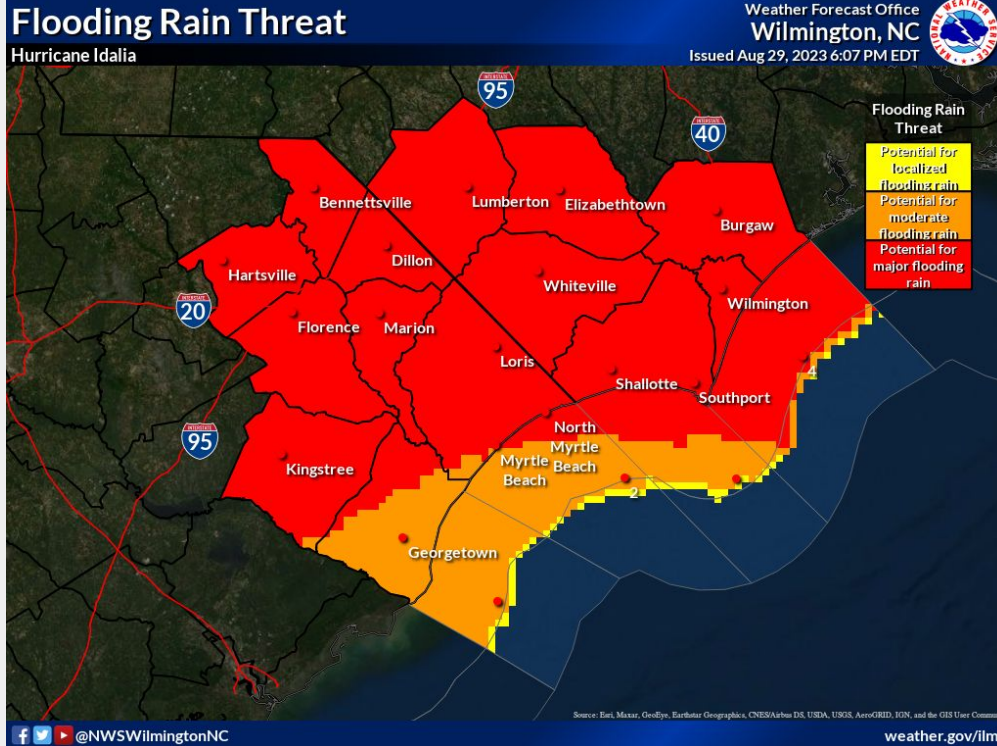 Flooding Rain Threat
Hurricane Idalia
Weather Forecast Office
Wilmington, NC
Issued Aug 29, 2023 6:07 PM EDT
NATIONAL WEATHER SERVICE
INTERSTATE
95
INTERSTATE
40
Flooding Rain
Threat
Potential for
localized
flooding rain
Potential for
moderate
flooding rain
Potential for
major flooding
rain
Bennettsville
Lumberton
Elizabethtown
Burgaw
Dillon
Hartsville
Whiteville
Wilmington
INTERSTATE
20
Florence
Marion
Loris
Shallotte
Southport
4
INTERSTATE
95
Kingstree
North
Myrtle
Beach
Myrtle
Beach
2
Georgetown
Source: Esri, Maxar, GeoEye, Earthstar Geographics, CNES/Airbus DS, USDA, USGS, AeroGRID, IGN, and the GIS User
@NWSWilmingtonNC
weather.gov/ilm